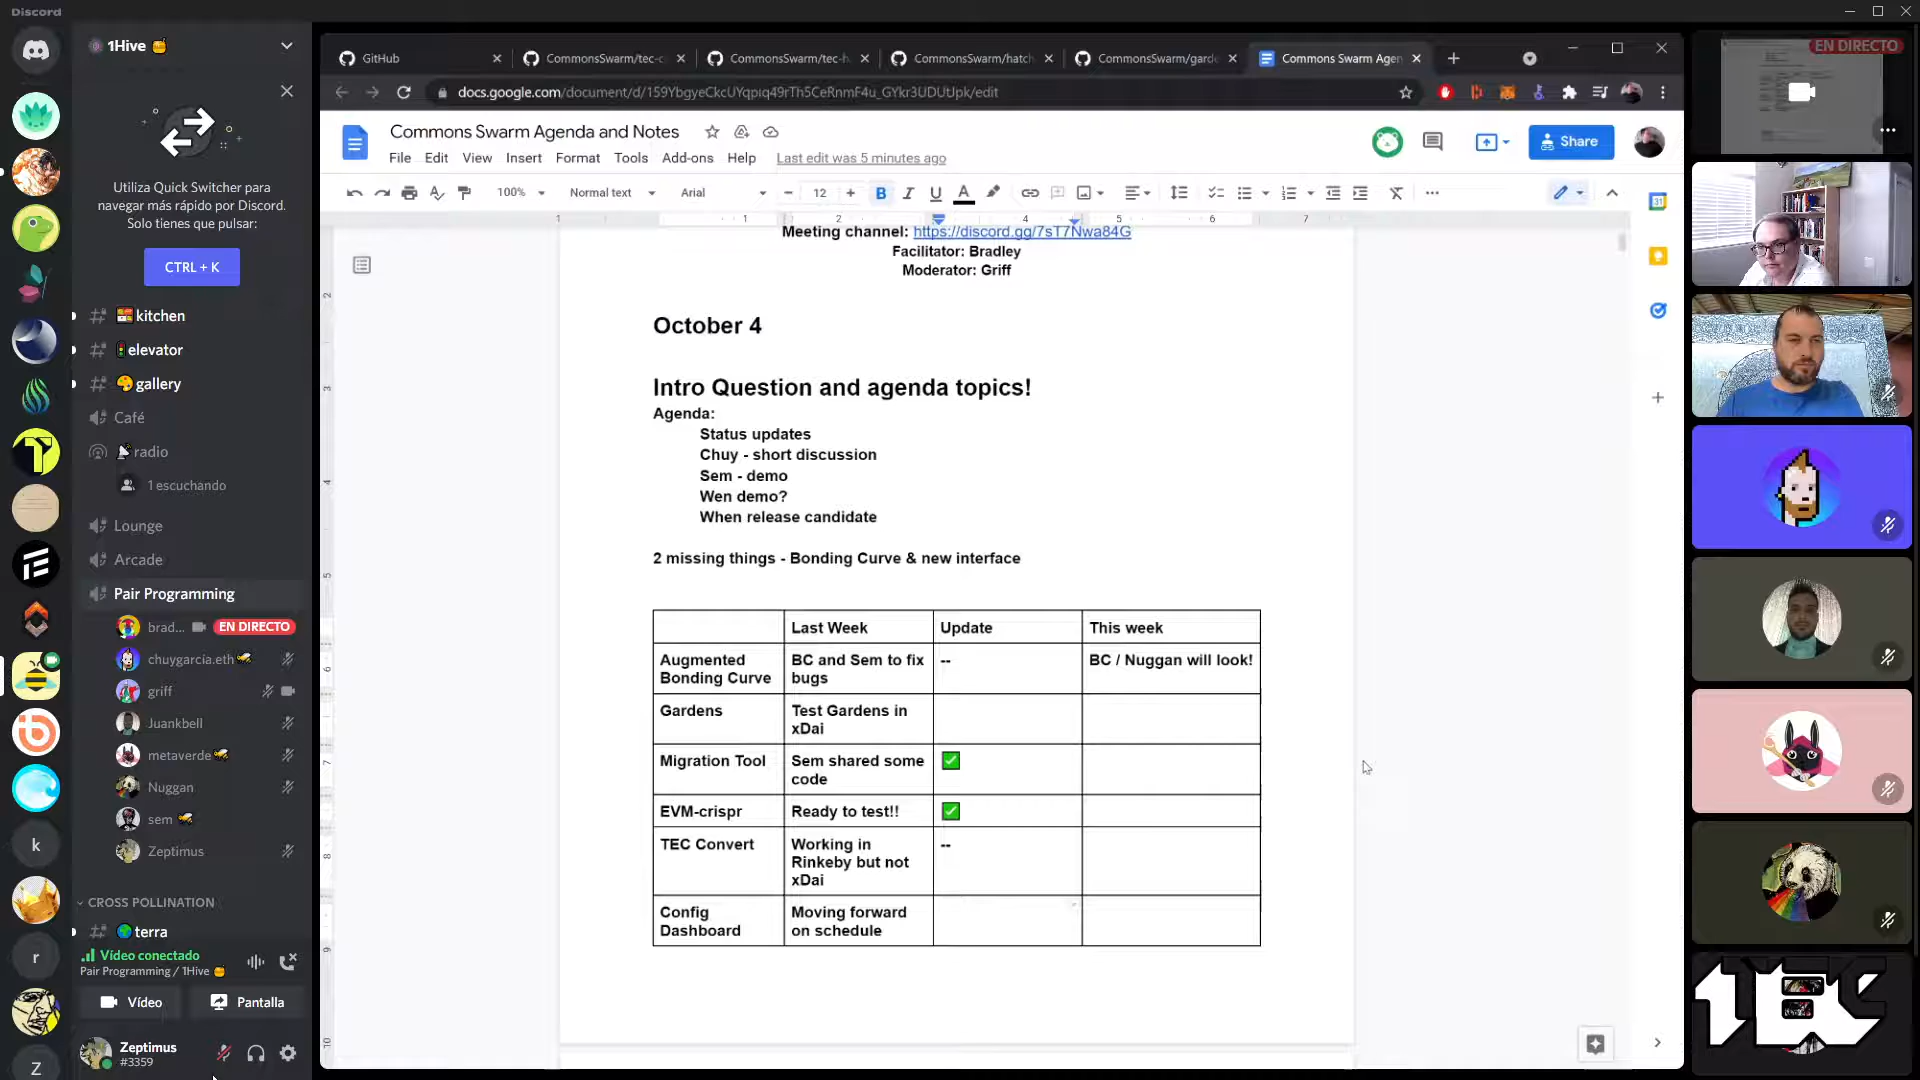 Discord
1Hive
Utiliza Quick Switcher para
navegar más rápido por Discord.
Solo tienes que pulsar:
CTRL + K
kitchen
elevator
gallery
Café
radio
1 escuchando
Lounge
Arcade
Pair Programming
brad... EN DIRECTO
chuygarcia.eth
griff
Juankbell
metaverde
Nuggan
sem
Zeptimus
CROSS POLLINATION
terra
Vídeo conectado
Pair Programming / 1Hive
Vídeo
Pantalla
Zeptimus
#3359
GitHub
CommonsSwarm/tec-c
CommonsSwarm/tec-h
CommonsSwarm/hatch
CommonsSwarm/garde
Commons Swarm Agen
Commons Swarm Agenda and Notes
File Edit View Insert Format Tools Add-ons Help
Last edit was 5 minutes ago
Share
100% Normal text Arial 12
Meeting channel: https://discord.gg/7sT7Nwa84G
Facilitator: Bradley
Moderator: Griff
October 4
Intro Question and agenda topics!
Agenda:
Status updates
Chuy - short discussion
Sem - demo
Wen demo?
When release candidate
2 missing things - Bonding Curve & new interface
Last Week Update This week
Augmented Bonding Curve BC and Sem to fix bugs -- BC / Nuggan will look!
Gardens Test Gardens in xDai
Migration Tool Sem shared some code ✅
EVM-crispr Ready to test!! ✅
TEC Convert Working in Rinkeby but not xDai --
Config Dashboard Moving forward on schedule
EN DIRECTO
TEC